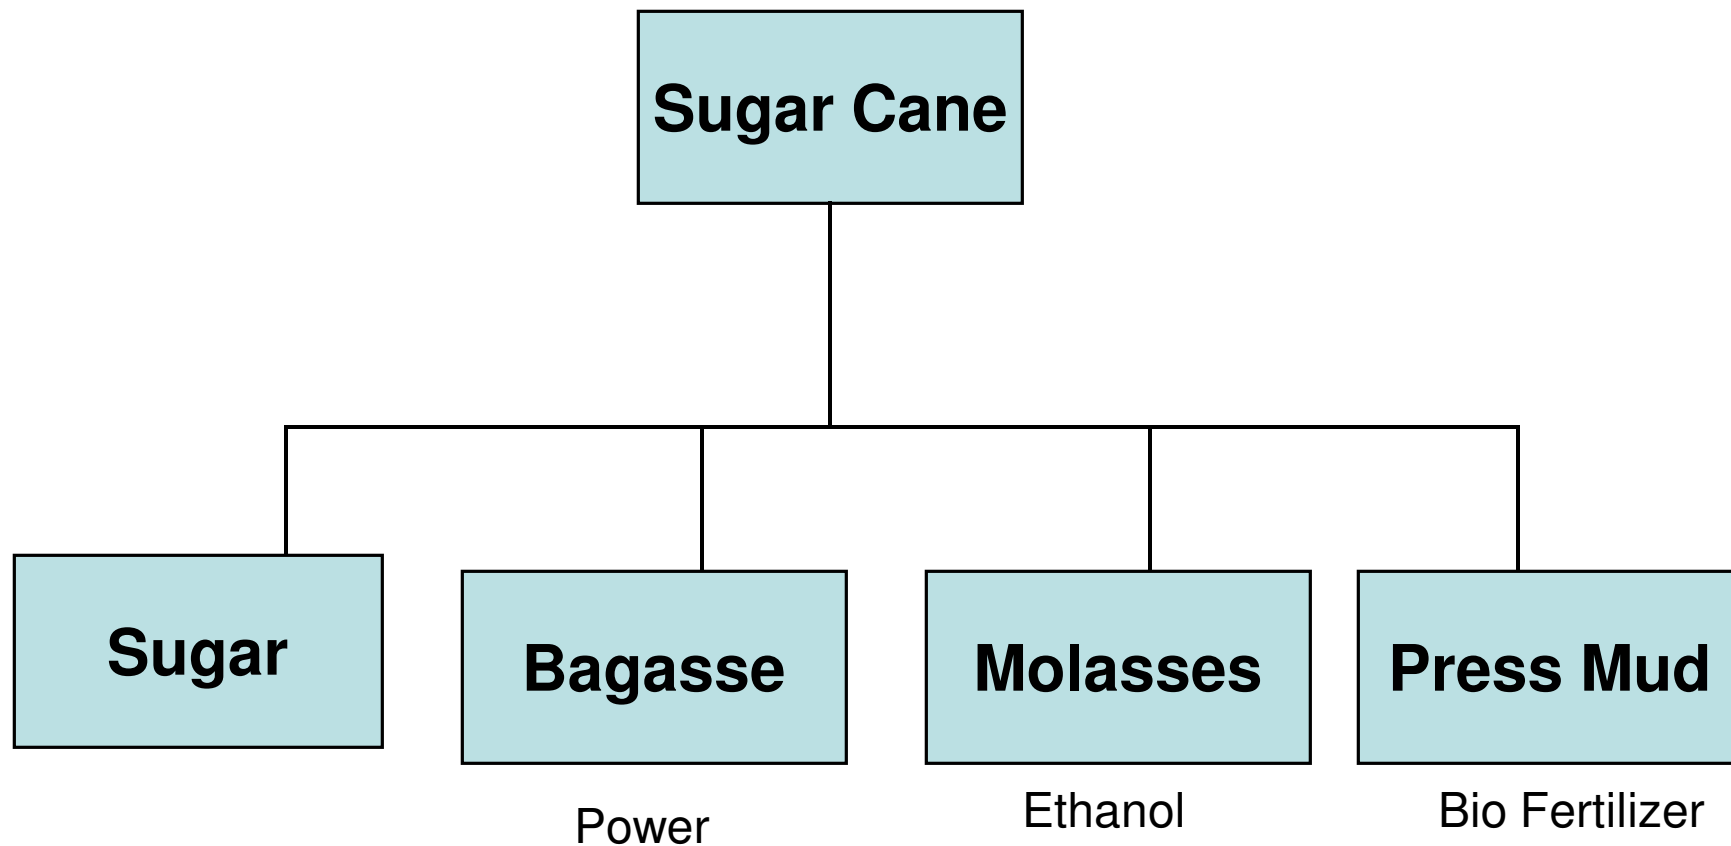 Sugar Cane
Sugar
Bagasse
Molasses
Press Mud
Power
Ethanol
Bio Fertilizer